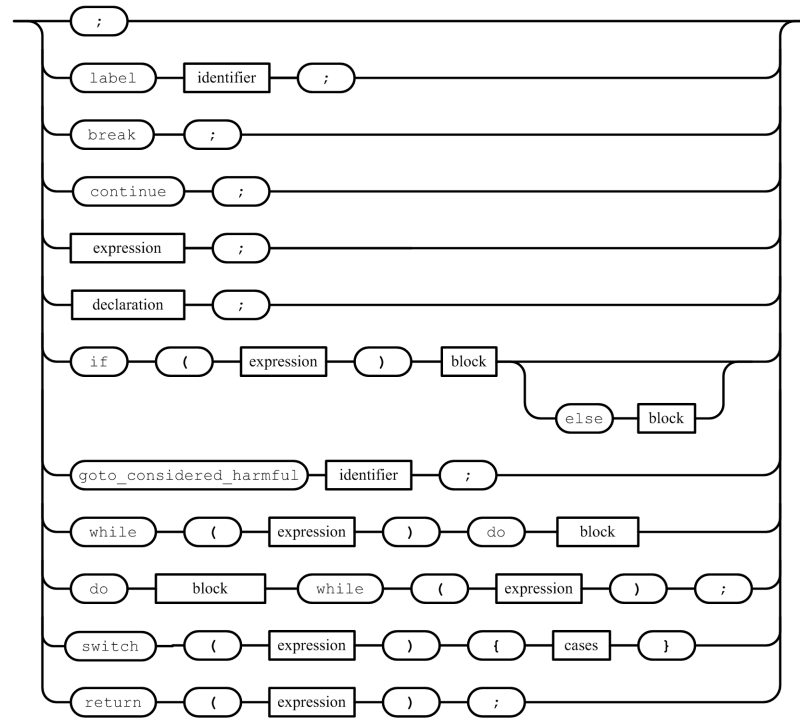 ;
label identifier ;
break ;
continue ;
expression ;
declaration ;
if ( expression ) block
else block
goto_considered_harmful identifier ;
while ( expression ) do block
do block while ( expression ) ;
switch ( expression ) { cases }
return ( expression ) ;